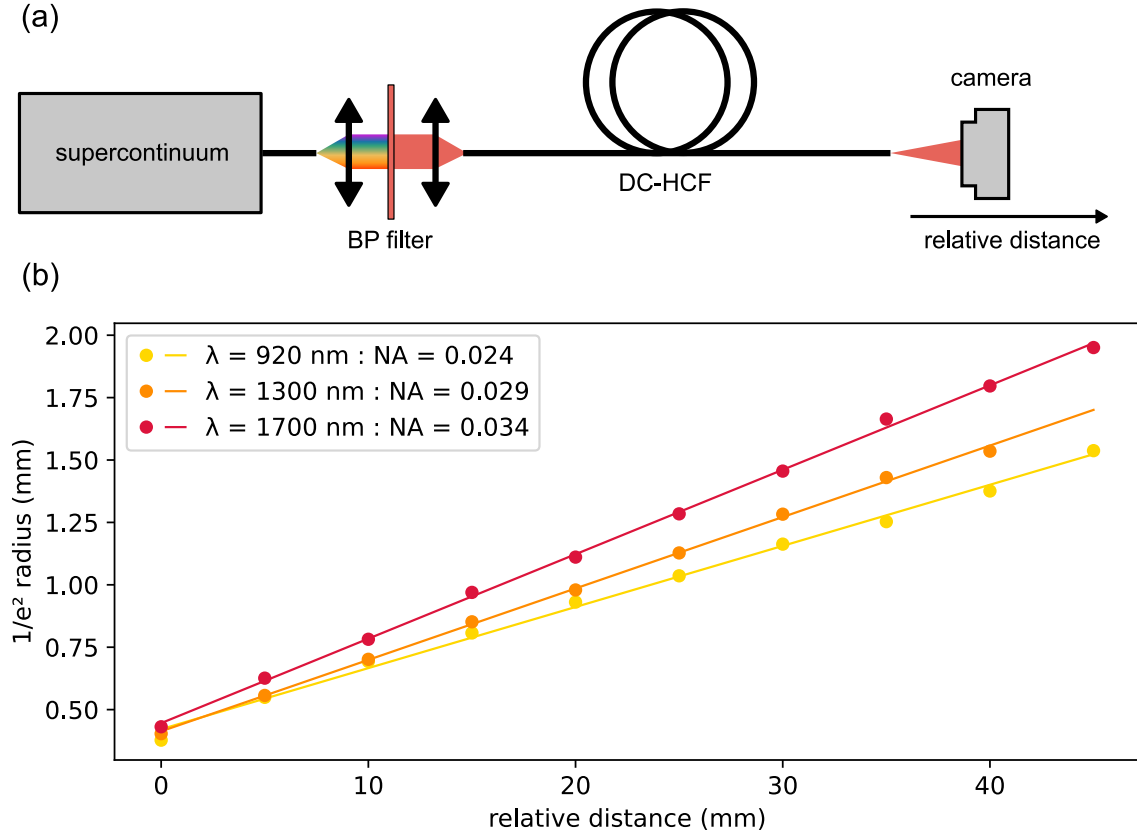 (a)
supercontinuum
BP filter
DC-HCF
camera
relative distance
(b)
1/e² radius (mm)
2.00
1.75
1.50
1.25
1.00
0.75
0.50
λ = 920 nm : NA = 0.024
λ = 1300 nm : NA = 0.029
λ = 1700 nm : NA = 0.034
0 10 20 30 40
relative distance (mm)